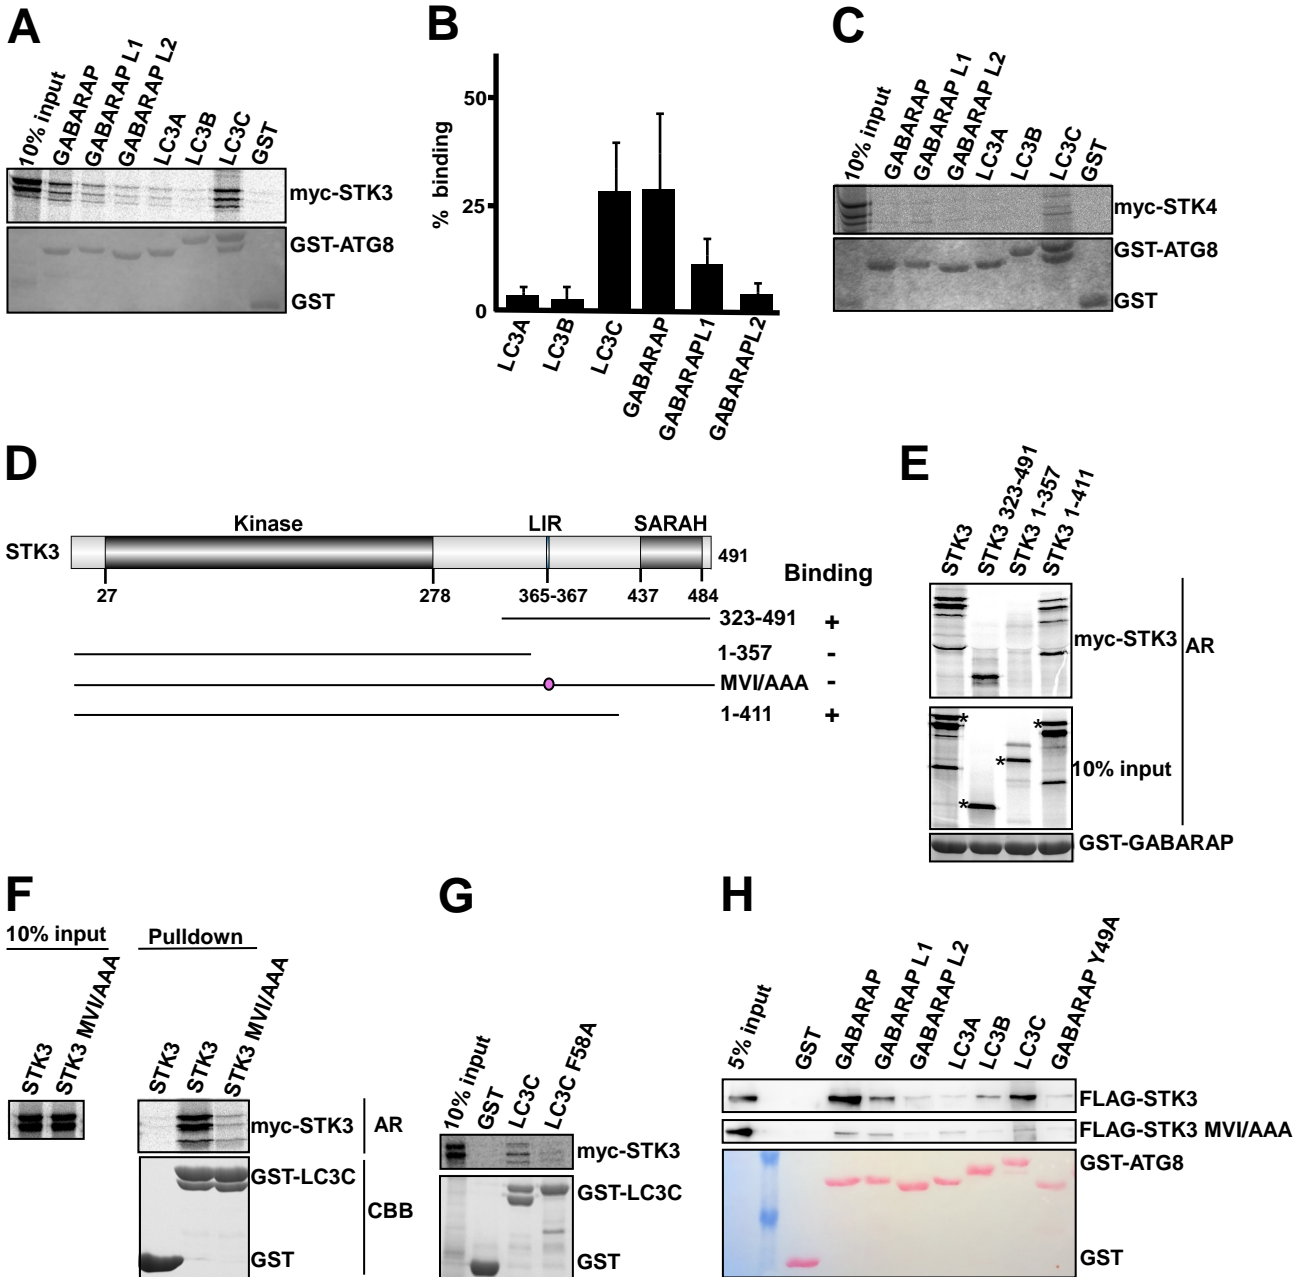 A
10% input
GABARAP
GABARAP L1
GABARAP L2
LC3A
LC3B
LC3C
GST
myc-STK3
GST-ATG8
GST
B
% binding
50
25
0
LC3A
LC3B
LC3C
GABARAP
GABARAPL1
GABARAPL2
C
10% input
GABARAP
GABARAP L1
GABARAP L2
LC3A
LC3B
LC3C
GST
myc-STK4
GST-ATG8
GST
D
Kinase
LIR
SARAH
STK3
491
27
278
365-367
437
484
Binding
323-491 +
1-357 -
MVI/AAA -
1-411 +
E
STK3
STK3 323-491
STK3 1-357
STK3 1-411
myc-STK3
AR
*
*
*
*
10% input
GST-GABARAP
F
10% input
Pulldown
STK3
STK3 MVI/AAA
STK3
STK3
STK3 MVI/AAA
myc-STK3
AR
GST-LC3C
CBB
GST
G
10% input
GST
LC3C
LC3C F58A
myc-STK3
GST-LC3C
GST
H
5% input
GST
GABARAP
GABARAP L1
GABARAP L2
LC3A
LC3B
LC3C
GABARAP Y49A
FLAG-STK3
FLAG-STK3 MVI/AAA
GST-ATG8
GST